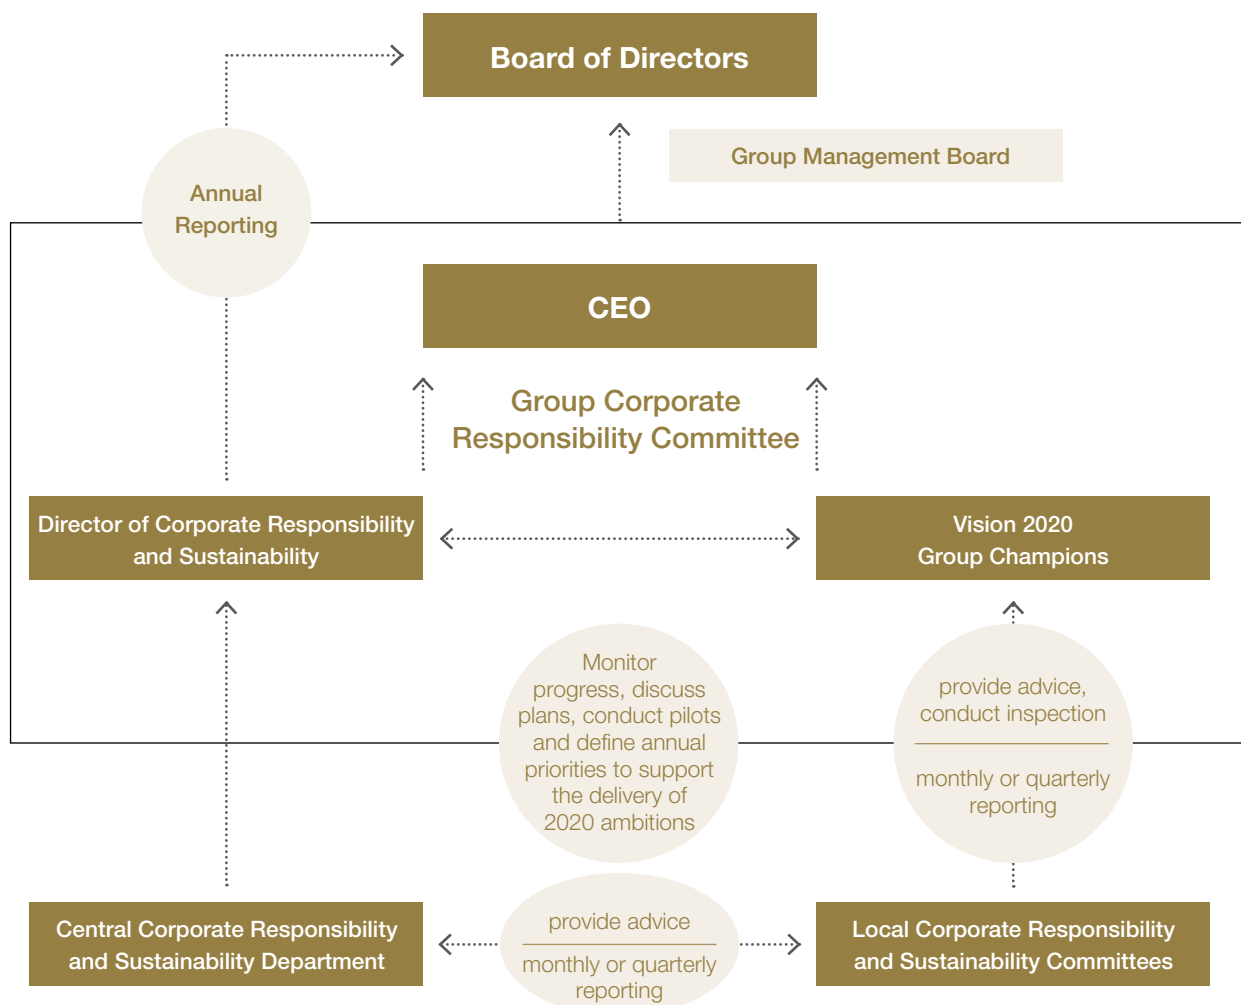 Board of Directors
Group Management Board
Annual
Reporting
CEO
Group Corporate
Responsibility Committee
Director of Corporate Responsibility
and Sustainability
Vision 2020
Group Champions
Monitor
progress, discuss
plans, conduct pilots
and define annual
priorities to support
the delivery of
2020 ambitions
provide advice,
conduct inspection
monthly or quarterly
reporting
Central Corporate Responsibility
and Sustainability Department
provide advice
monthly or quarterly
reporting
Local Corporate Responsibility
and Sustainability Committees